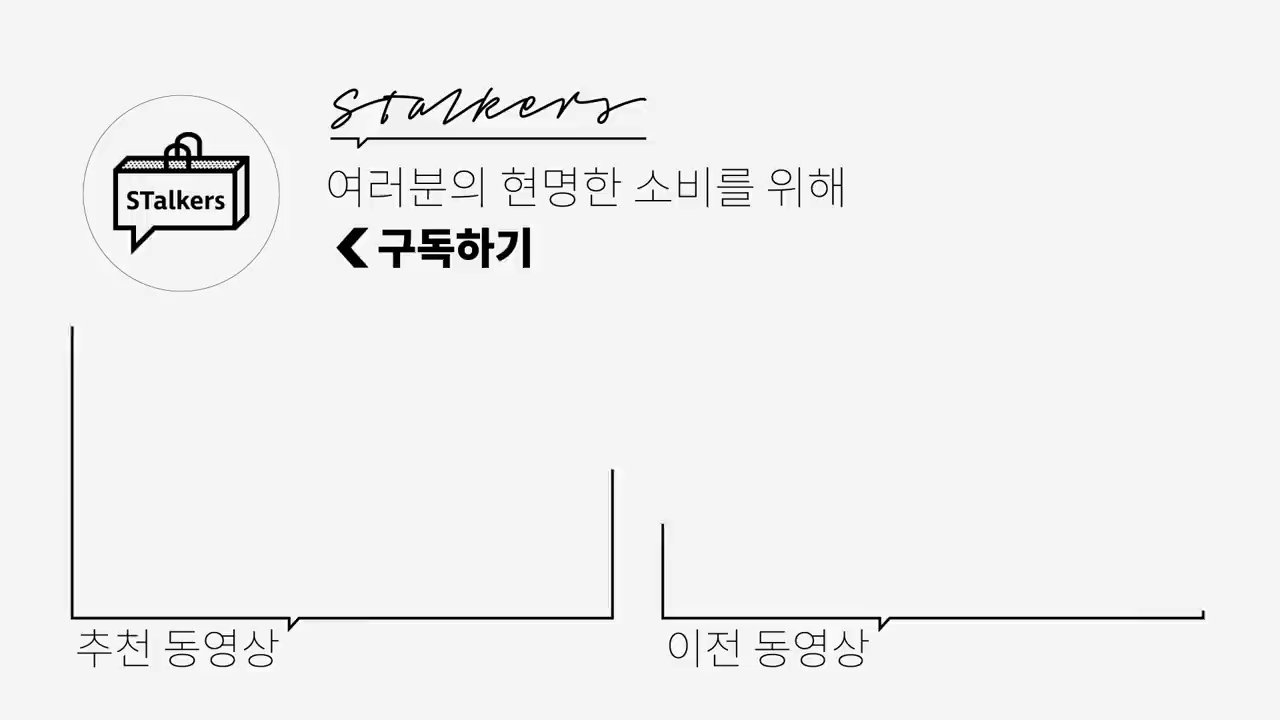 Stalkers
STalkers
여러분의 현명한 소비를 위해
구독하기
추천 동영상
이전 동영상